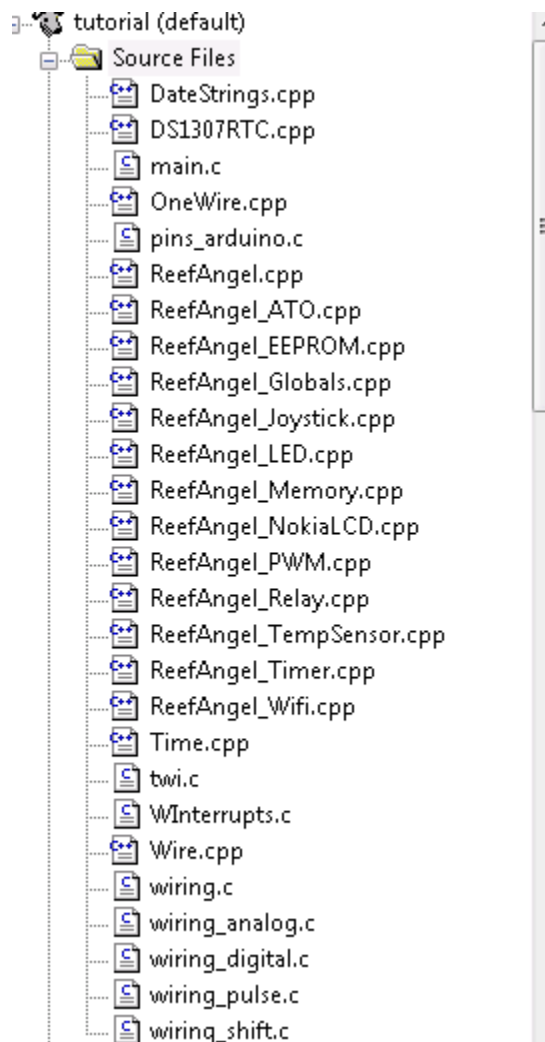 tutorial (default)
Source Files
DateStrings.cpp
DS1307RTC.cpp
main.c
OneWire.cpp
pins_arduino.c
ReefAngel.cpp
ReefAngel_ATO.cpp
ReefAngel_EEPROM.cpp
ReefAngel_Globals.cpp
ReefAngel_Joystick.cpp
ReefAngel_LED.cpp
ReefAngel_Memory.cpp
ReefAngel_NokiaLCD.cpp
ReefAngel_PWM.cpp
ReefAngel_Relay.cpp
ReefAngel_TempSensor.cpp
ReefAngel_Timer.cpp
ReefAngel_Wifi.cpp
Time.cpp
twi.c
WInterrupts.c
Wire.cpp
wiring.c
wiring_analog.c
wiring_digital.c
wiring_pulse.c
wiring_shift.c